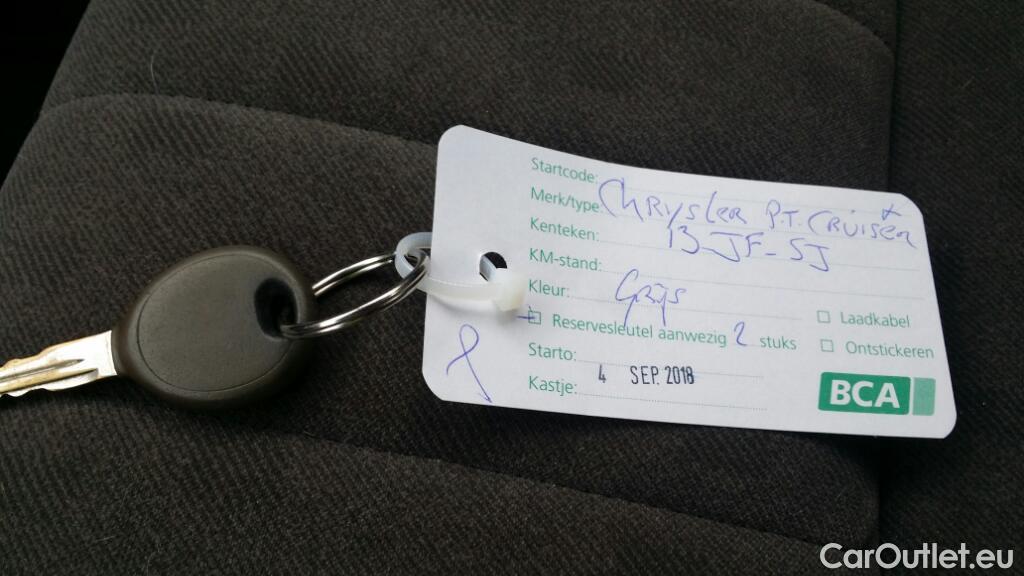 Startcode:
Merk/type: Chrysler P.T. Cruiser
Kenteken: 13-JF-SJ
KM-stand:
Kleur: Grijs
Reservesleutel aanwezig 2 stuks
Laadkabel
Ontstickeren
Starto:
4 SEP. 2018
Kastje:
BCA
CarOutlet.eu